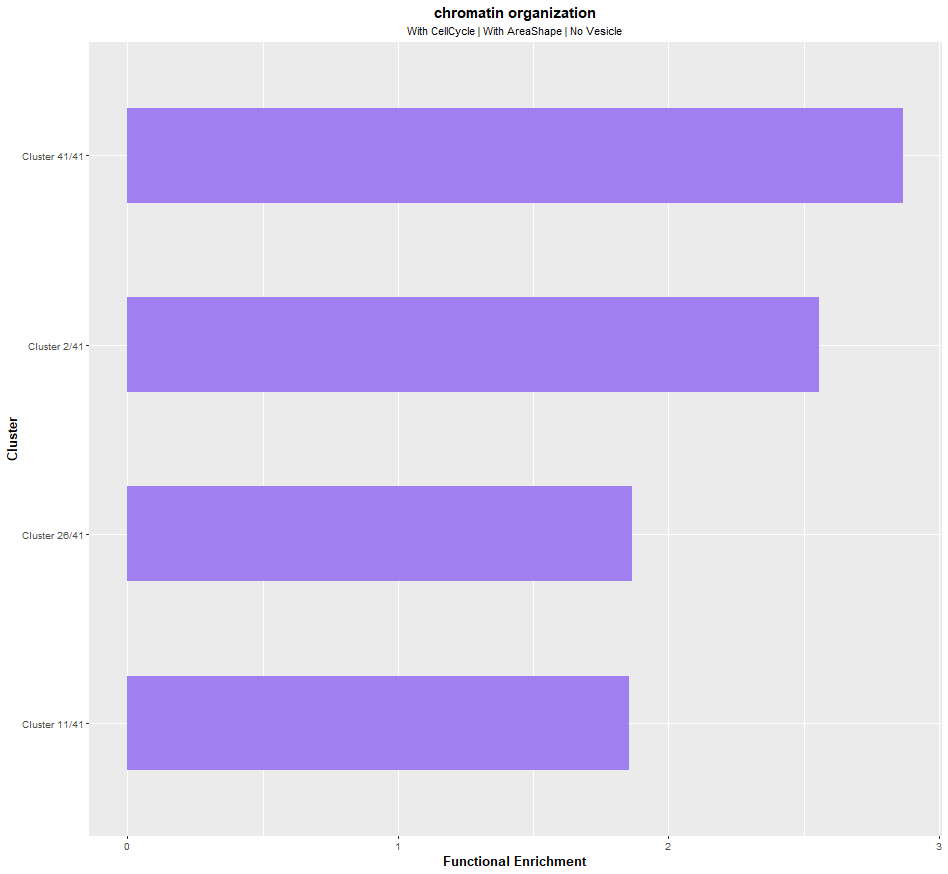 chromatin organization
With CellCycle | With AreaShape | No Vesicle
Cluster 41/41
Cluster 2/41
Cluster
Cluster 26/41
Cluster 11/41
0 1 2 3
Functional Enrichment